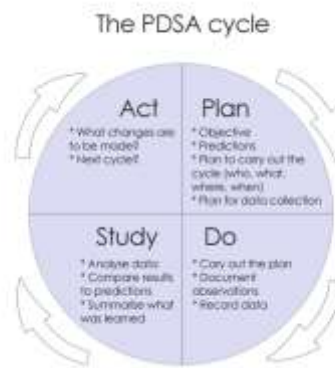 The PDSA cycle
Act
* What changes are
to be made?
* Next cycle?
Plan
* Objective
* Predictions
* Plan to carry out the
cycle (who, what,
where, when)
* Plan for data collection
Study
* Analyse data
* Compare results
to predictions
* Summarise what
was learned
Do
* Cary out the plan
* Document
observations
* Record data